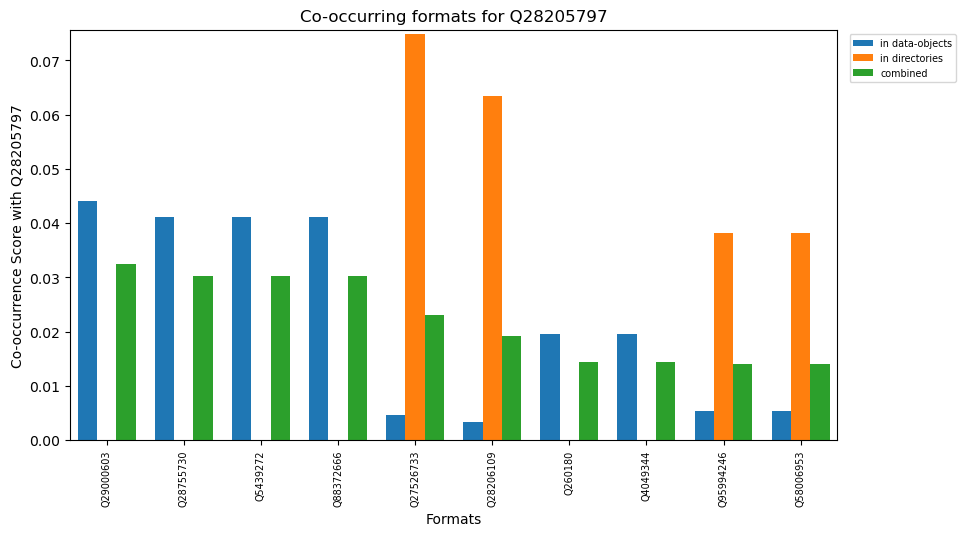 Co-occurring formats for Q28205797
in data-objects
in directories
combined
Co-occurrence Score with Q28205797
0.07
0.06
0.05
0.04
0.03
0.02
0.01
0.00
Q29000603
Q28755730
Q5439272
Q88372666
Q27526733
Q28206109
Q260180
Q4049344
Q95994246
Q58006953
Formats